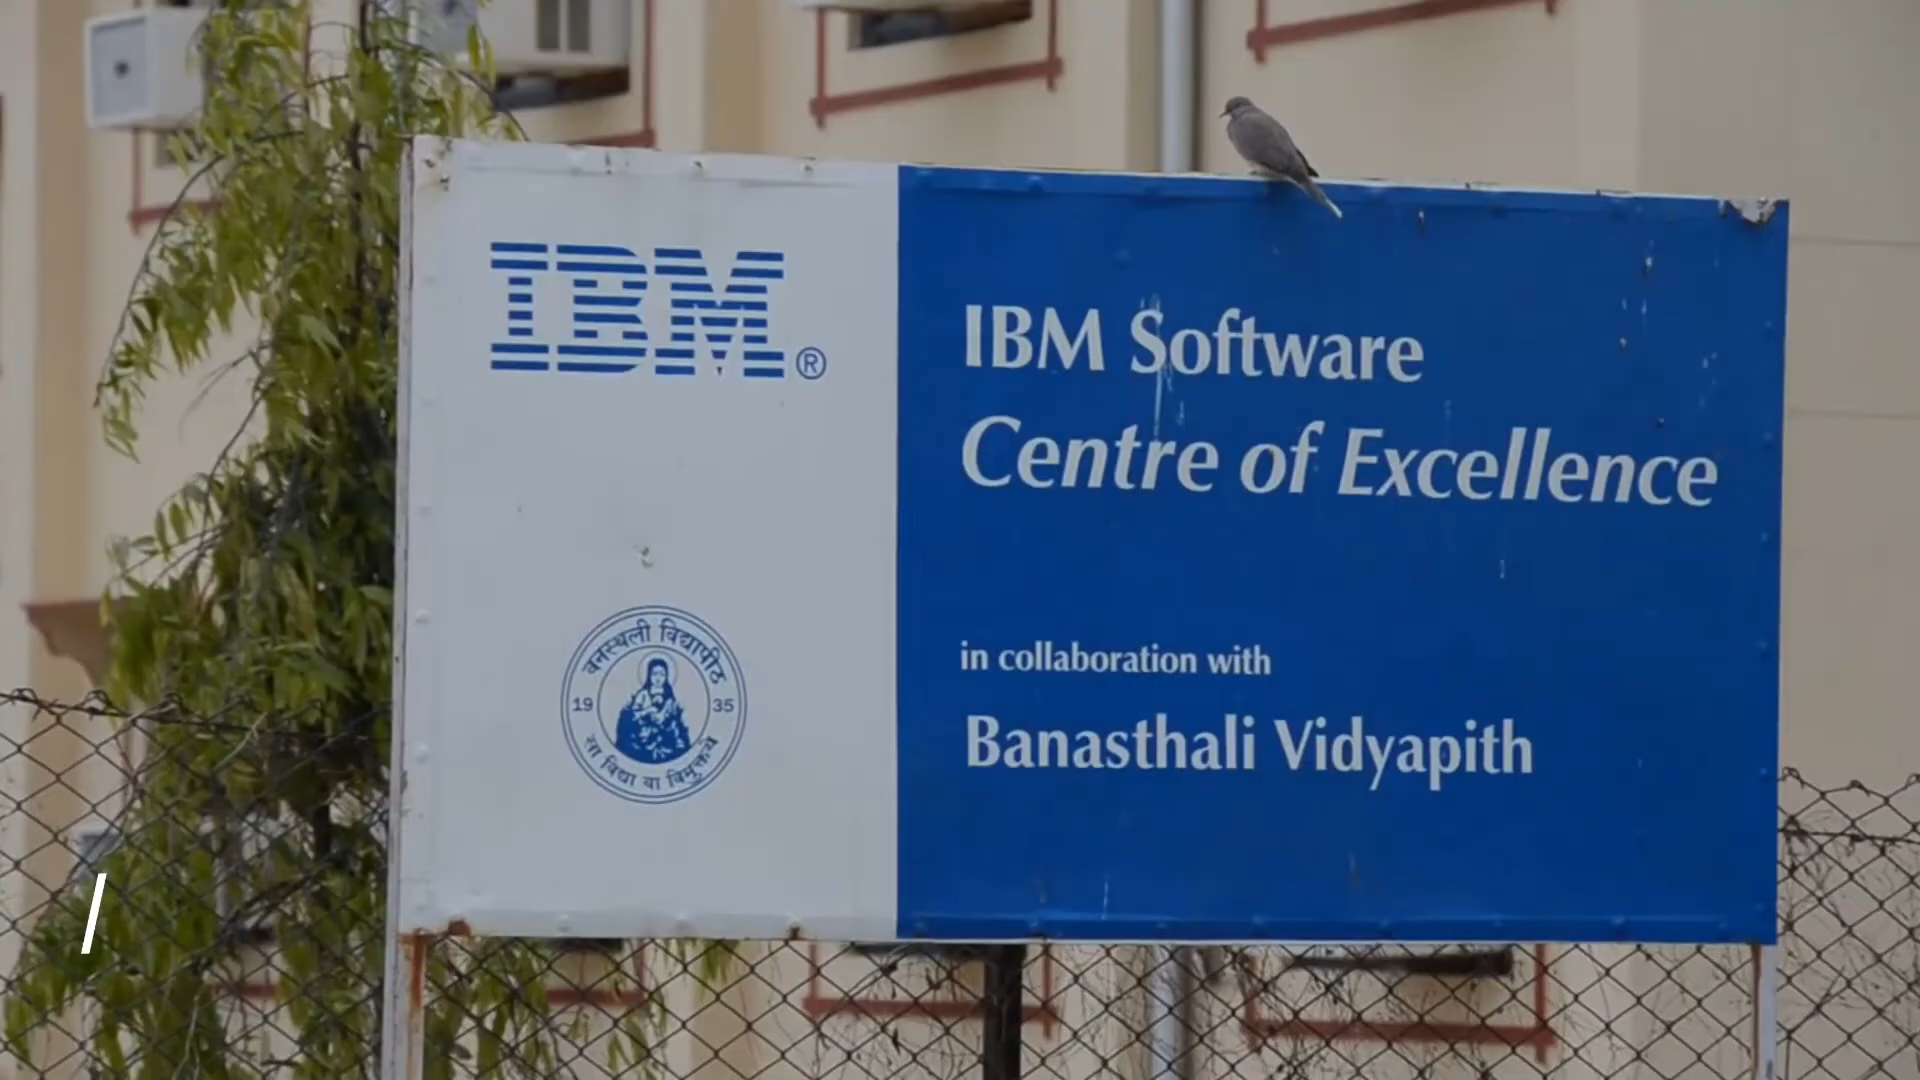 IBM®
IBM Software
Centre of Excellence
वनस्थली विद्यापीठ
19 35
सा विद्या या विमुक्तये
in collaboration with
Banasthali Vidyapith
/